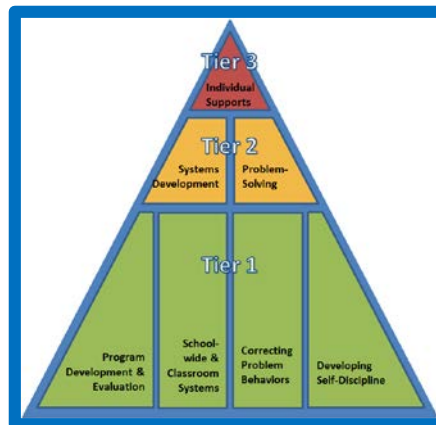 Tier 3
Individual
Supports
Tier 2
Systems
Development
Problem-
Solving
Tier 1
Program
Development &
Evaluation
School-
wide &
Classroom
Systems
Correcting
Problem
Behaviors
Developing
Self-Discipline